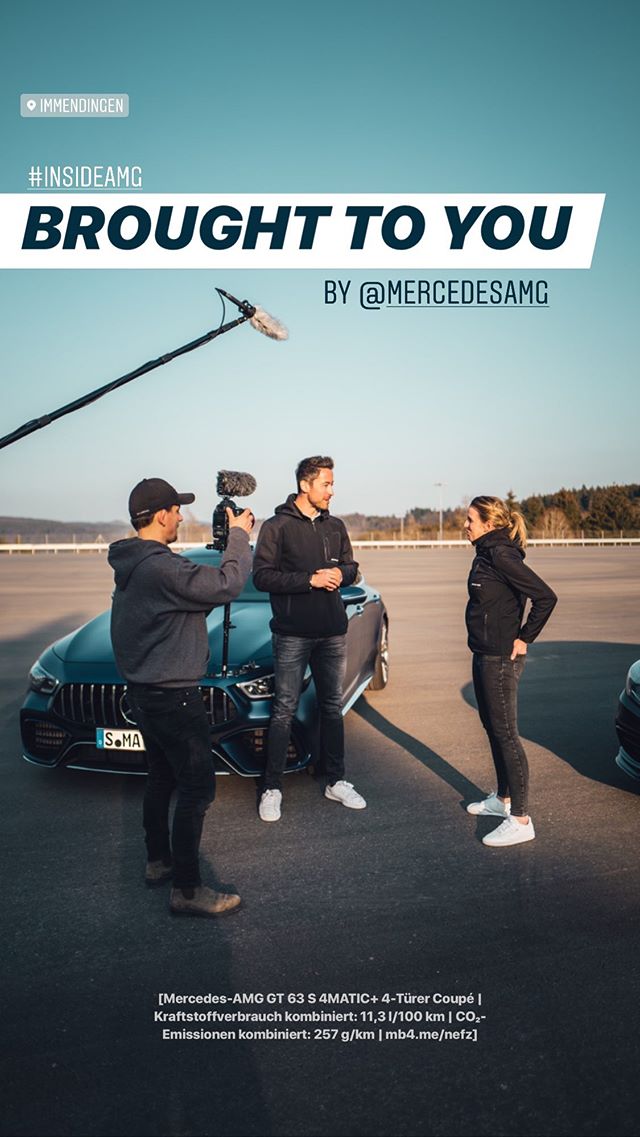 IMMENDINGEN
#INSIDEAMG
BROUGHT TO YOU
BY @MERCEDESAMG
S MA
[Mercedes-AMG GT 63 S 4MATIC+ 4-Türer Coupé |
Kraftstoffverbrauch kombiniert: 11,3 l/100 km | CO₂-
Emissionen kombiniert: 257 g/km | mb4.me/nefz]